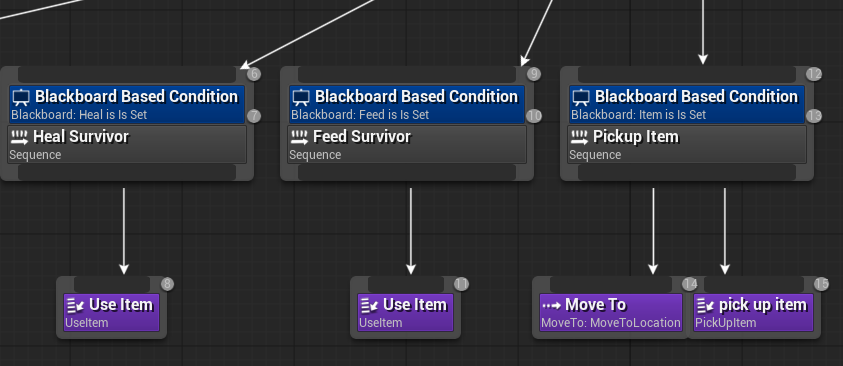 6
Blackboard Based Condition
Blackboard: Heal is Is Set
7
Heal Survivor
Sequence
9
Blackboard Based Condition
Blackboard: Feed is Is Set
10
Feed Survivor
Sequence
12
Blackboard Based Condition
Blackboard: Item is Is Set
13
Pickup Item
Sequence
8
Use Item
UseItem
11
Use Item
UseItem
14
Move To
MoveTo: MoveToLocation
15
pick up item
PickUpItem